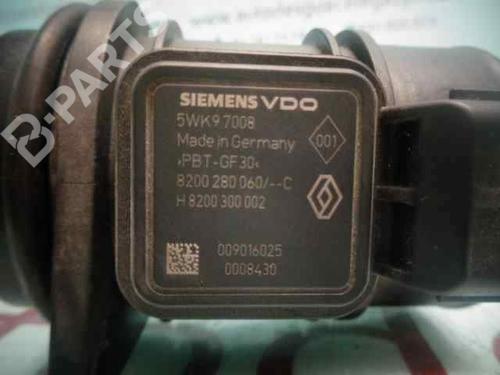 B-PARTS
SIEMENS VDO
5WK9 7008
Made in Germany
001
›PBT-GF30‹
8200 280 060/--C
H 8200 300 002
009016025
0008430